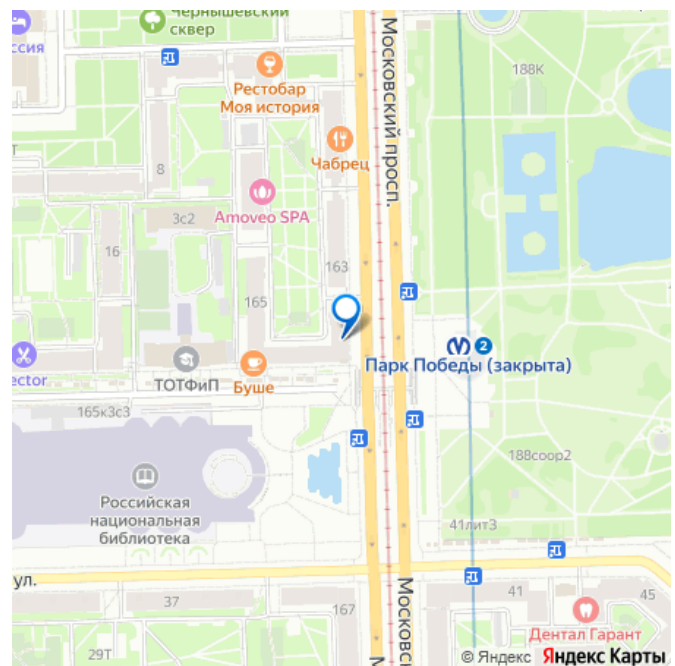 Чернышевский
сквер
188К
ссия
Рестобар
Моя история
Московский просп.
Т
Чабрец
8
Amoveo SPA
3с2
16
163
165
2
Парк Победы (закрыта)
ector
ТОТФиП
Буше
165к3с3
188соор2
Российская
национальная
библиотека
41лит3
ул.
37
167
Московс
41
45
Дентал Гарант
29Т
М
© Яндекс Яндекс Карты